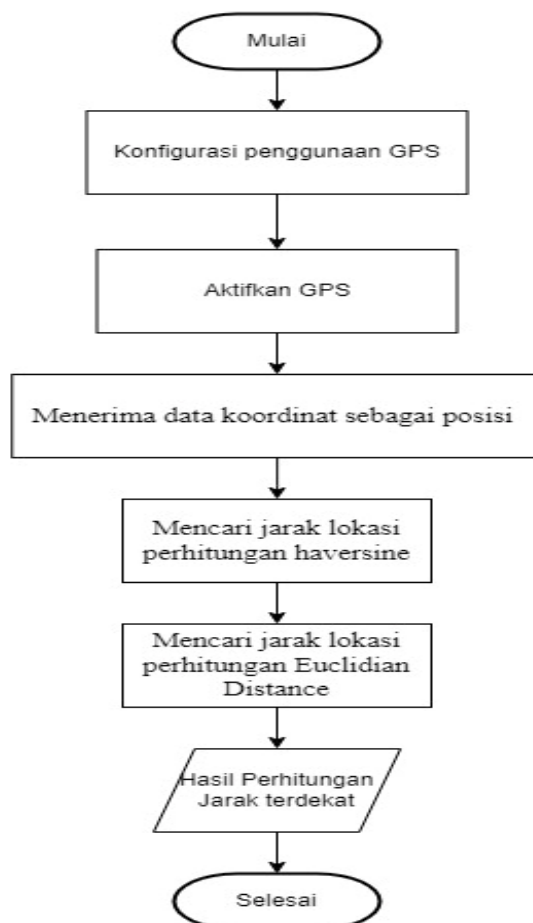 Mulai
Konfigurasi penggunaan GPS
Aktifkan GPS
Menerima data koordinat sebagai posisi
Mencari jarak lokasi
perhitungan haversine
Mencari jarak lokasi
perhitungan Euclidian
Distance
Hasil Perhitungan
Jarak terdekat
Selesai